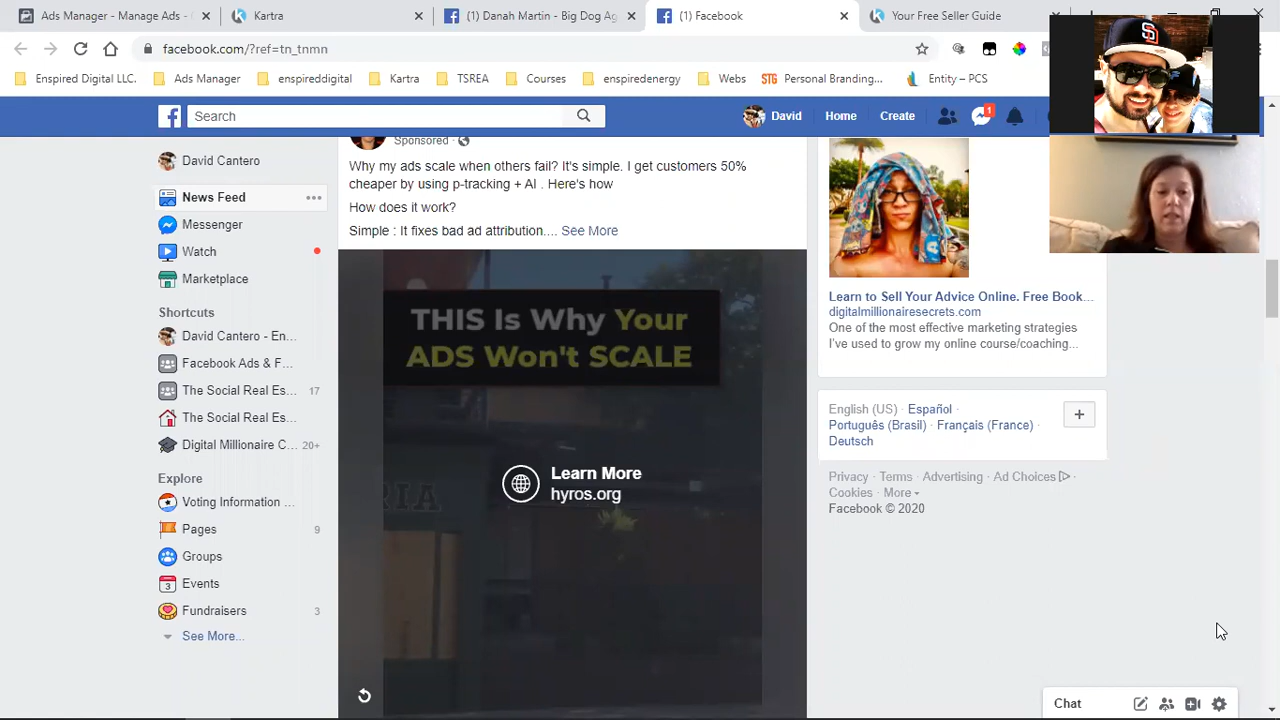 Ads Manager - Manage Ads -
Kartra
(1) Danah Martin - Big Dog Ag
(1) Facebook
Your Free Seller Guide
facebook.com/?ref=tn_tnmn
Enspired Digital LLC.
Ads Manager
enspireddigital
TSREA
Courses
enspiredenergy
Webs
STG Personal Branding...
Entity – PCS
Search
David
Home
Create
1
Sponsored
David Cantero
News Feed
Messenger
Watch
Marketplace
Shortcuts
David Cantero - En...
Facebook Ads & F...
The Social Real Es... 17
The Social Real Es...
Digital Millionaire C... 20+
Explore
Voting Information ...
Pages 9
Groups
3 Events
Fundraisers 3
See More...
Why my ads scale when others fail? It's simple. I get customers 50%
cheaper by using p-tracking + AI . Here's how
How does it work?
Simple : It fixes bad ad attribution.... See More
THIS Is Why Your
ADS Won't SCALE
RIA
Learn More
hyros.org
Learn to Sell Your Advice Online. Free Book...
digitalmillionairesecrets.com
One of the most effective marketing strategies
I've used to grow my online course/coaching...
English (US) · Español ·
Português (Brasil) · Français (France) ·
Deutsch
Privacy · Terms · Advertising · Ad Choices
Cookies · More
Facebook © 2020
Chat